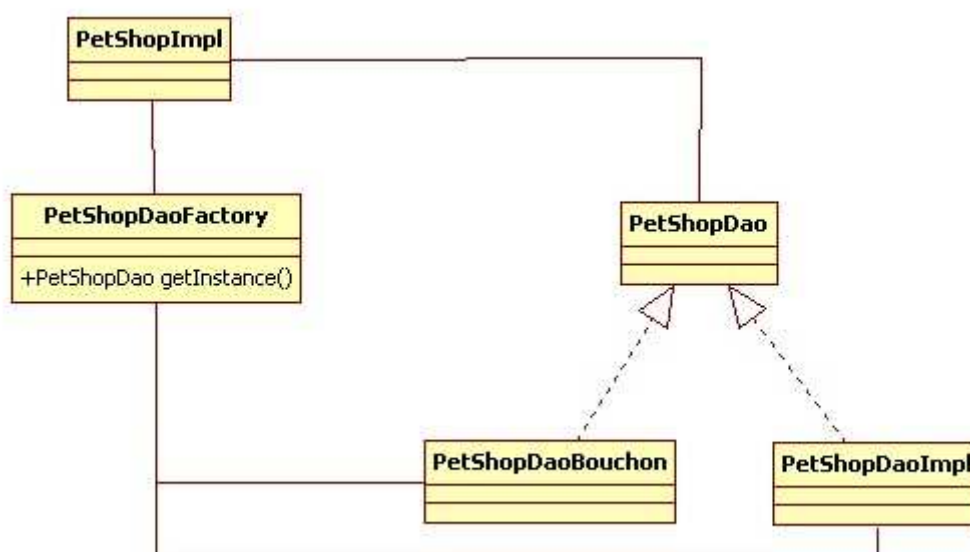 PetShopImpl
PetShopDaoFactory
+PetShopDao getInstance()
PetShopDao
PetShopDaoBouchon
PetShopDaoImpl